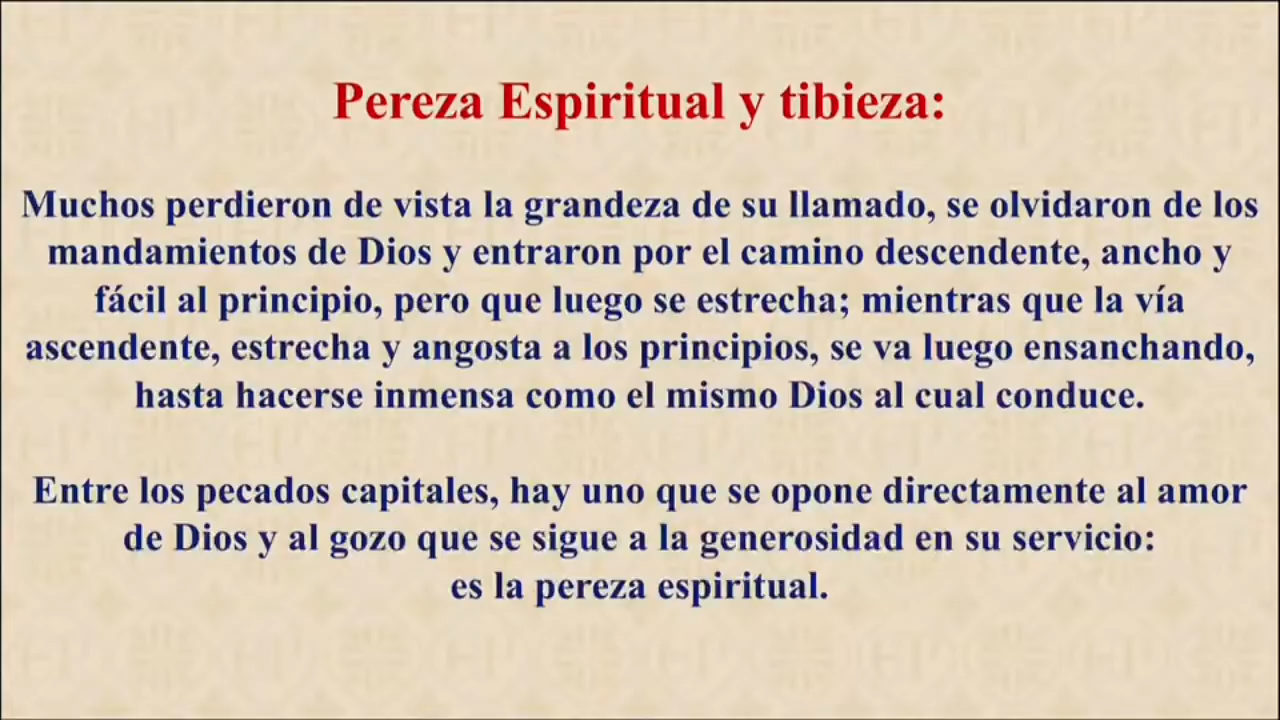 Pereza Espiritual y tibieza:
Muchos perdieron de vista la grandeza de su llamado, se olvidaron de los
mandamientos de Dios y entraron por el camino descendente, ancho y
fácil al principio, pero que luego se estrecha; mientras que la vía
ascendente, estrecha y angosta a los principios, se va luego ensanchando,
hasta hacerse inmensa como el mismo Dios al cual conduce.
Entre los pecados capitales, hay uno que se opone directamente al amor
de Dios y al gozo que se sigue a la generosidad en su servicio:
es la pereza espiritual.